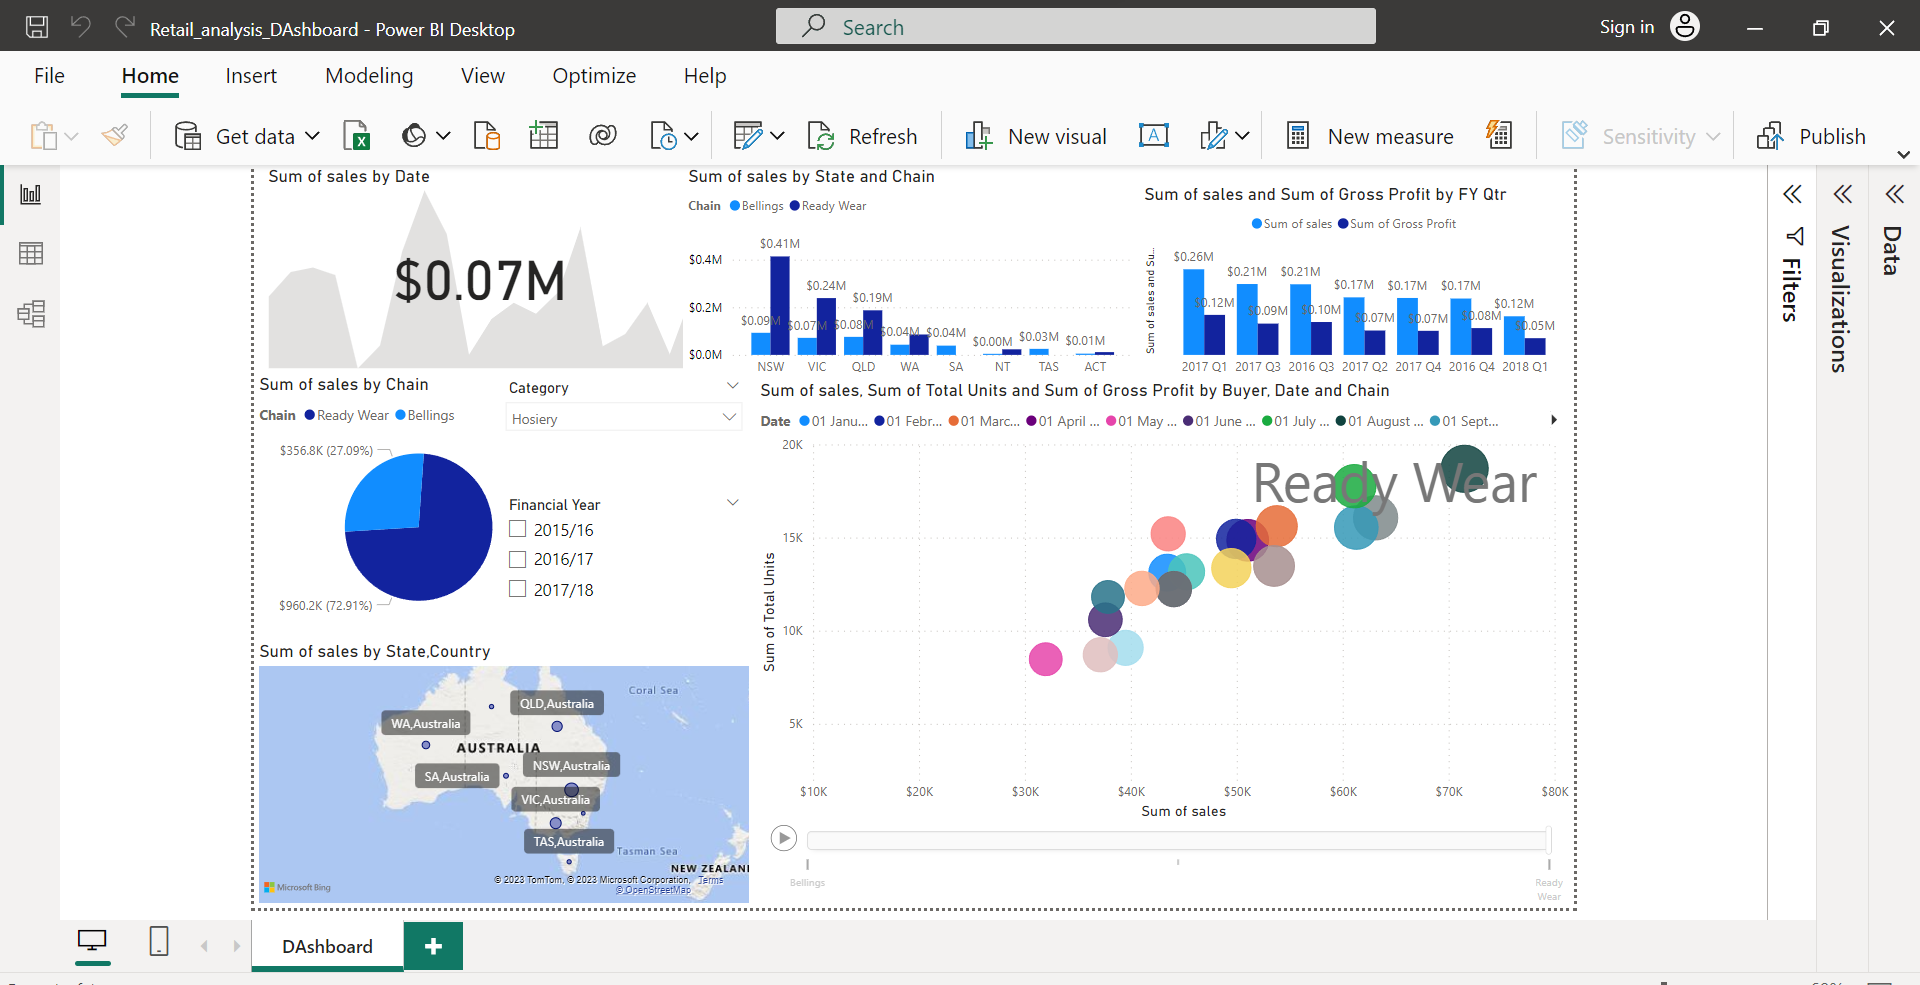 Retail_analysis_DAshboard - Power BI Desktop
Search
Sign in
File Home Insert Modeling View Optimize Help
Get data
Refresh
New visual
New measure
Sensitivity
Publish
Sum of sales by Date
$0.07M
Sum of sales by State and Chain
Chain Bellings Ready Wear
$0.41M
$0.4M
$0.24M
$0.2M
$0.19M
$0.09M $0.07M $0.08M $0.04M $0.04M $0.00M $0.03M $0.01M
$0.0M
NSW VIC QLD WA SA NT TAS ACT
Sum of sales and Sum of Gross Profit by FY Qtr
Sum of sales Sum of Gross Profit
Sum of sales and Su...
$0.26M $0.21M $0.21M $0.17M $0.17M $0.17M $0.12M
$0.12M $0.09M $0.10M $0.07M $0.07M $0.08M $0.05M
2017 Q1 2017 Q3 2016 Q3 2017 Q2 2017 Q4 2016 Q4 2018 Q1
Filters
Visualizations
Data
Sum of sales by Chain
Chain Ready Wear Bellings
$356.8K (27.09%)
$960.2K (72.91%)
Category
Hosiery
Financial Year
2015/16
2016/17
2017/18
Sum of sales, Sum of Total Units and Sum of Gross Profit by Buyer, Date and Chain
Date 01 Janu... 01 Febr... 01 Marc... 01 April ... 01 May ... 01 June ... 01 July ... 01 August ... 01 Sept...
Ready Wear
Sum of Total Units
20K
15K
10K
5K
$10K $20K $30K $40K $50K $60K $70K $80K
Sum of sales
Bellings
Ready
Wear
Sum of sales by State,Country
Coral Sea
QLD,Australia
WA,Australia
AUSTRALIA
NSW,Australia
SA,Australia
VIC,Australia
TAS,Australia
Tasman Sea
NEW ZEALAN
© 2023 TomTom, © 2023 Microsoft Corporation, Terms
© OpenStreetMap
Microsoft Bing
DAshboard